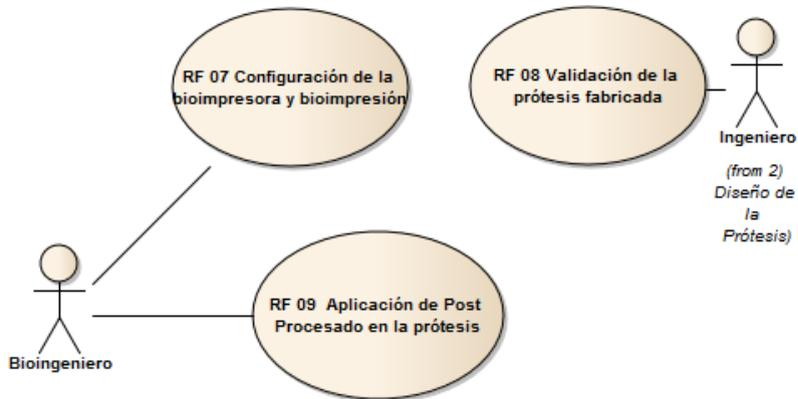 RF 07 Configuración de la
bioimpresora y bioimpresión
RF 08 Validación de la
prótesis fabricada
Ingeniero
(from 2)
Diseño de
la
Prótesis)
RF 09 Aplicación de Post
Procesado en la prótesis
Bioingeniero